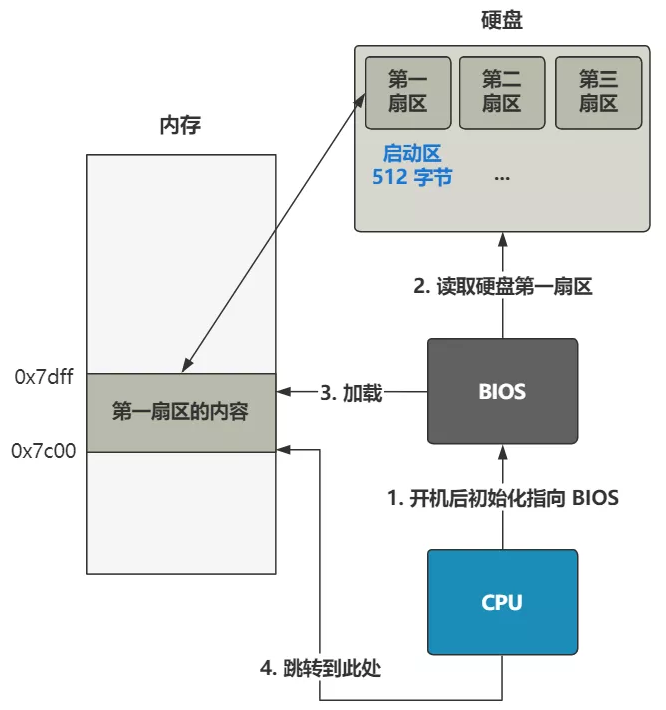 硬盘
第一
扇区
第二
扇区
第三
扇区
启动区
512 字节
...
内存
2. 读取硬盘第一扇区
0x7dff
第一扇区的内容
0x7c00
3. 加载
BIOS
1. 开机后初始化指向 BIOS
CPU
4. 跳转到此处